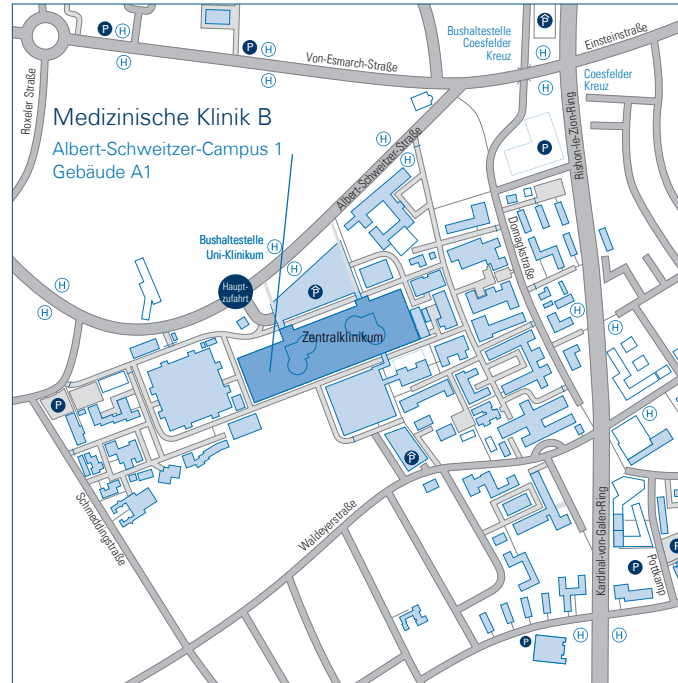 P
H
H
P
H
H
P
Bushaltestelle
Coesfelder
Kreuz
H
H
Einsteinstraße
Von-Esmarch-Straße
Roxeler Straße
Coesfelder
Kreuz
Medizinische Klinik B
Albert-Schweitzer-Campus 1
Gebäude A1
Albert-Schweitzer-Straße
H
H
P
Rishon-le-Zion-Ring
Bushaltestelle
Uni-Klinikum
H
H
Domagkstraße
H
H
Haupt-
zufahrt
P
Zentralklinikum
H
H
P
H
P
Schmeddingstraße
Waldeyerstraße
Kardinal-von-Galen-Ring
Pottkamp
P
P
P
H
H